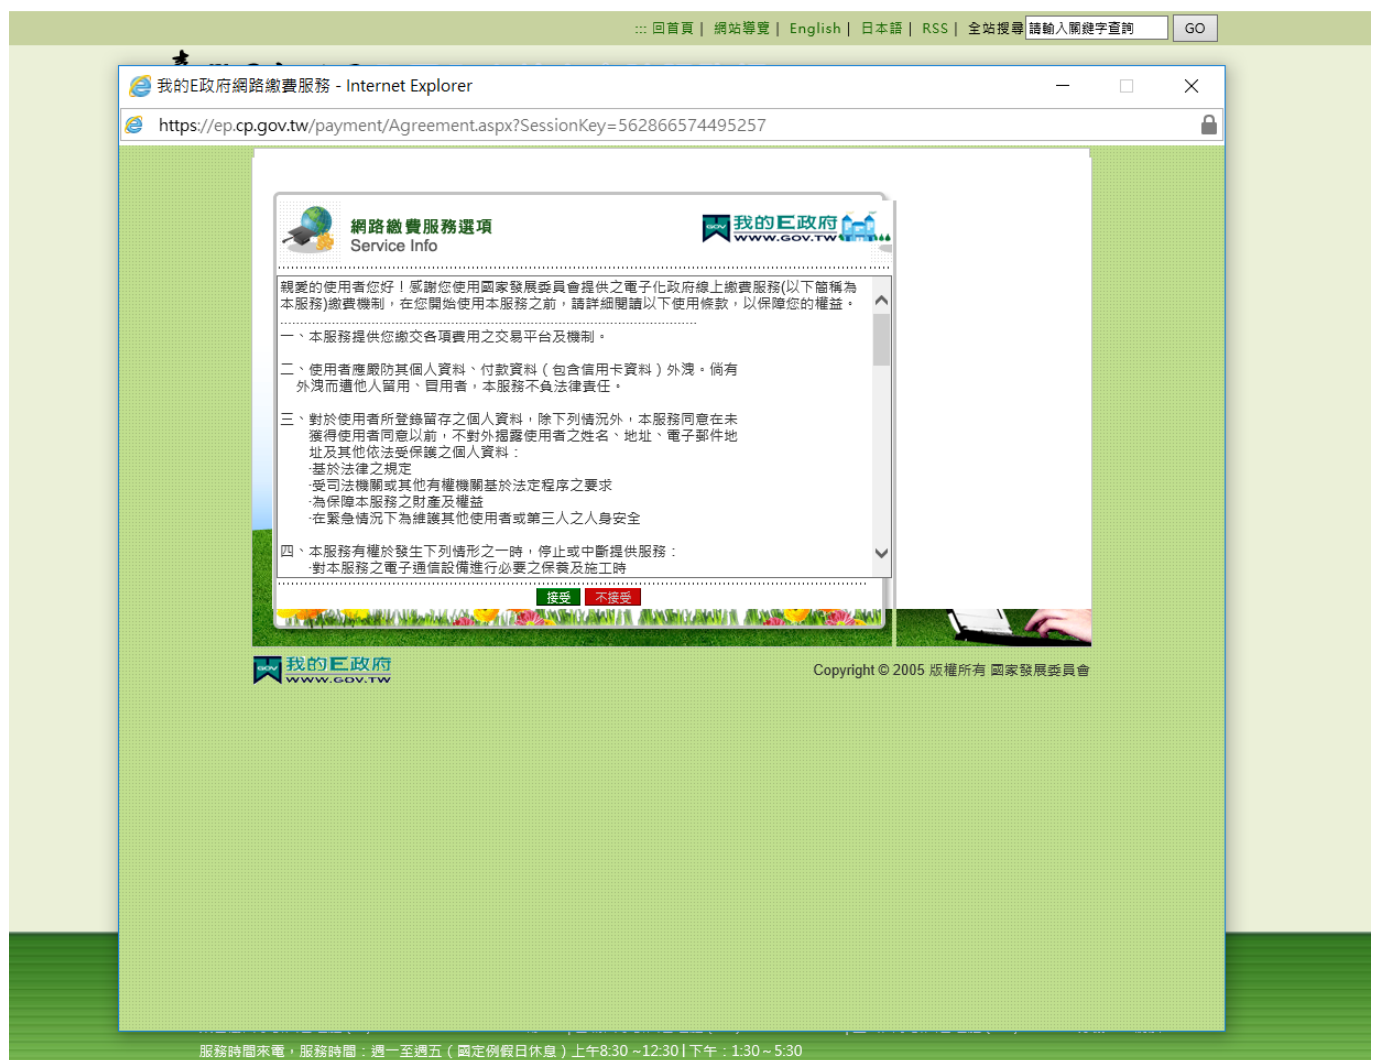 ::: 回首頁 | 網站導覽 | English | 日本語 | RSS | 全站搜尋 請輸入關鍵字查詢 GO
我的E政府網路繳費服務 - Internet Explorer
https://ep.cp.gov.tw/payment/Agreement.aspx?SessionKey=562866574495257
網路繳費服務選項
Service Info
GOV 我的E政府
WWW.GOV.TW
親愛的使用者您好！感謝您使用國家發展委員會提供之電子化政府線上繳費服務(以下簡稱為
本服務)繳費機制，在您開始使用本服務之前，請詳細閱讀以下使用條款，以保障您的權益。
一、本服務提供您繳交各項費用之交易平台及機制。
二、使用者應嚴防其個人資料、付款資料（包含信用卡資料）外洩。倘有
外洩而遭他人留用、冒用者，本服務不負法律責任。
三、對於使用者所登錄留存之個人資料，除下列情況外，本服務同意在未
獲得使用者同意以前，不對外揭露使用者之姓名、地址、電子郵件地
址及其他依法受保護之個人資料：
‧基於法律之規定
‧受司法機關或其他有權機關基於法定程序之要求
‧為保障本服務之財產及權益
‧在緊急情況下為維護其他使用者或第三人之人身安全
四、本服務有權於發生下列情形之一時，停止或中斷提供服務：
‧對本服務之電子通信設備進行必要之保養及施工時
接受 不接受
GOV 我的E政府
WWW.GOV.TW
Copyright © 2005 版權所有 國家發展委員會
服務時間來電，服務時間：週一至週五（國定例假日休息）上午8:30 ~12:30 | 下午：1:30 ~ 5:30